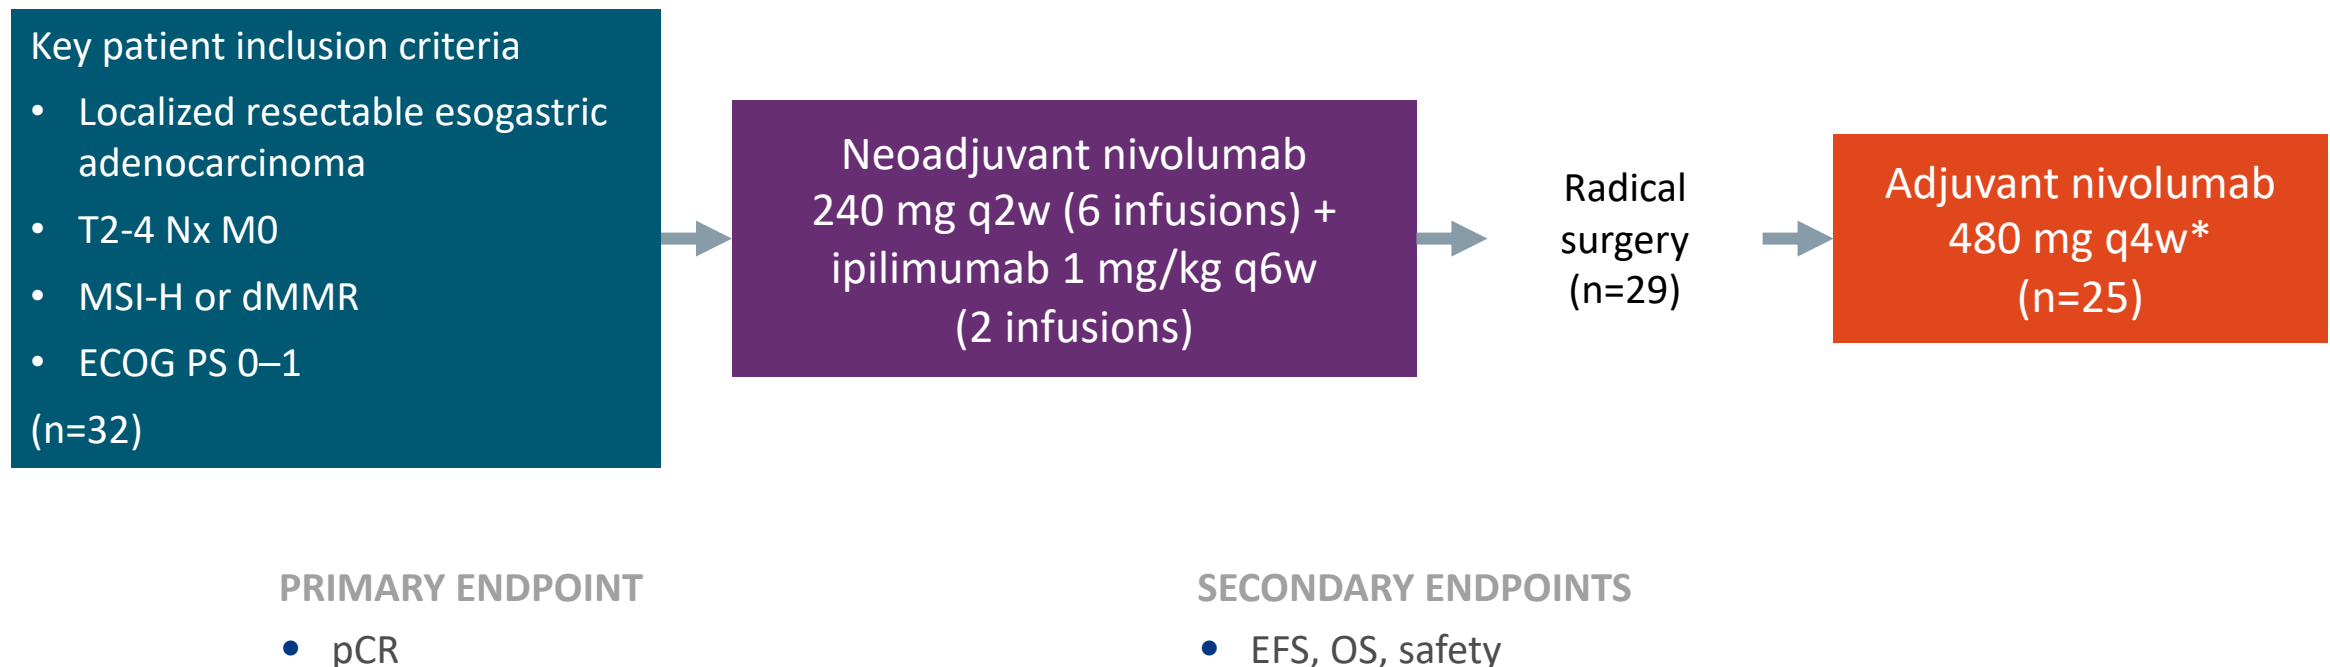 Key patient inclusion criteria
• Localized resectable esogastric
adenocarcinoma
• T2-4 Nx M0
• MSI-H or dMMR
• ECOG PS 0–1
(n=32)
Neoadjuvant nivolumab
240 mg q2w (6 infusions) +
ipilimumab 1 mg/kg q6w
(2 infusions)
Radical
surgery
(n=29)
Adjuvant nivolumab
480 mg q4w*
(n=25)
PRIMARY ENDPOINT
• pCR
SECONDARY ENDPOINTS
• EFS, OS, safety